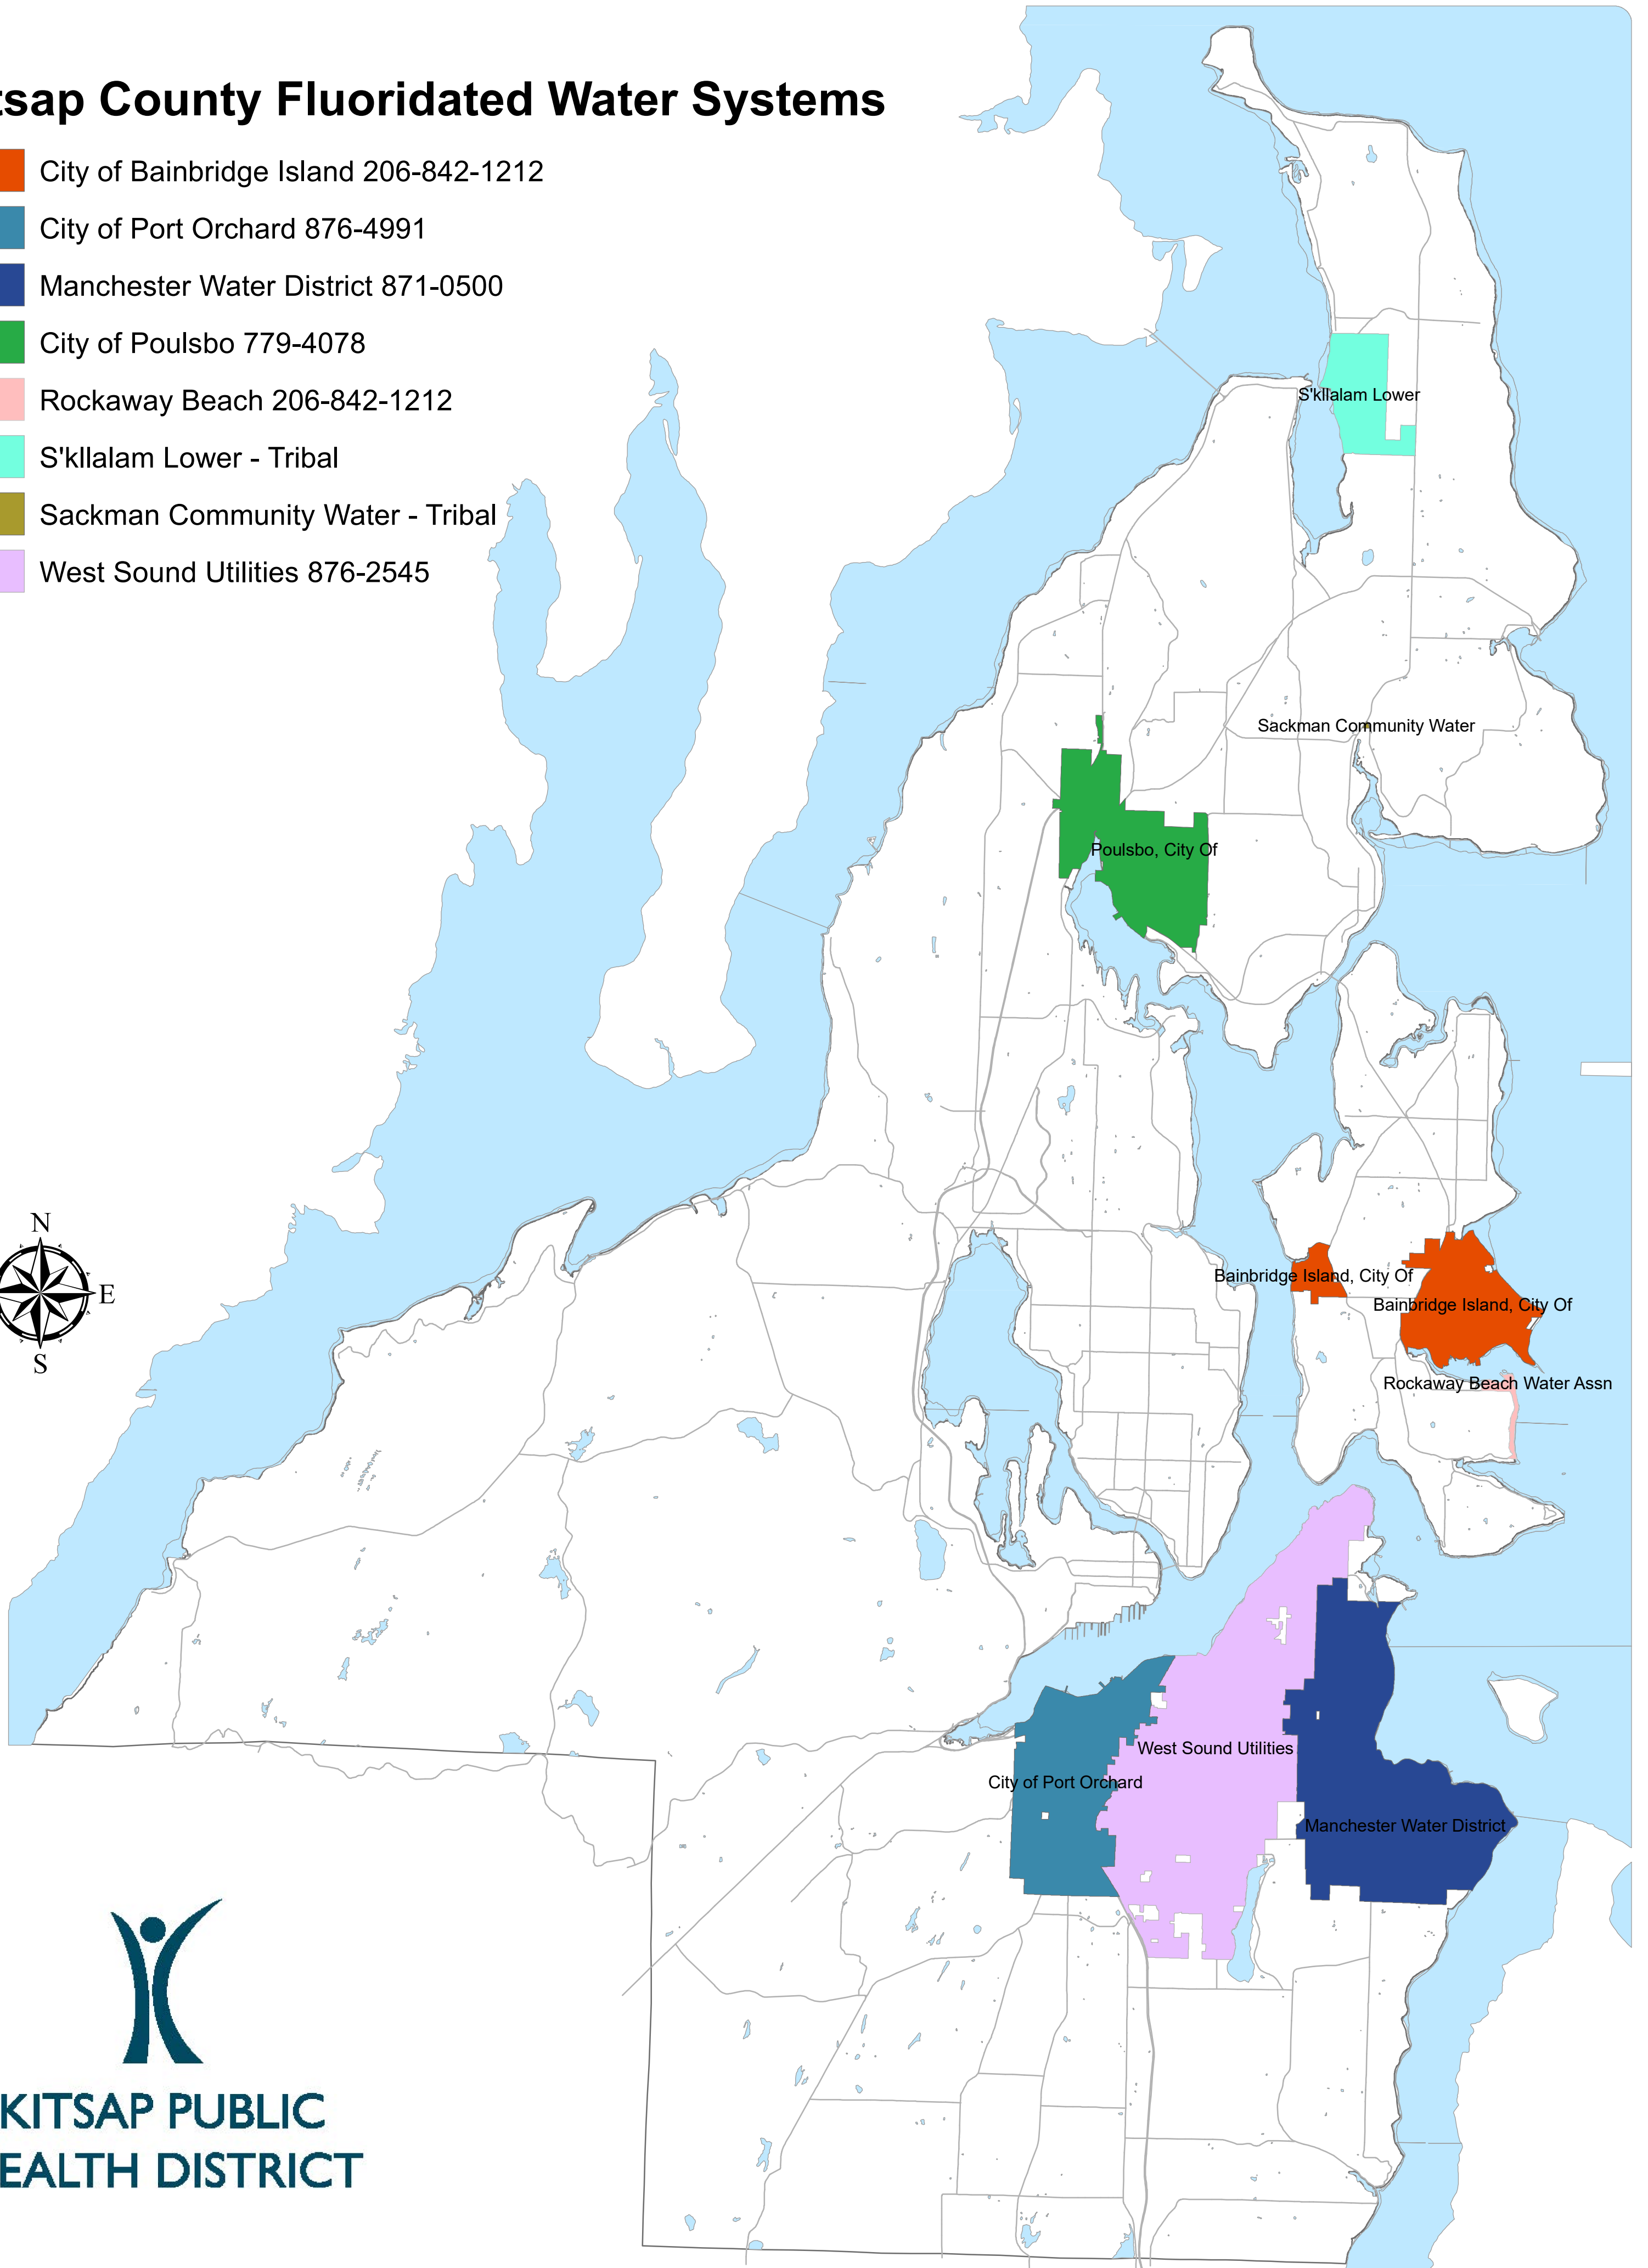 tsap County Fluoridated Water Systems
City of Bainbridge Island 206-842-1212
City of Port Orchard 876-4991
Manchester Water District 871-0500
City of Poulsbo 779-4078
Rockaway Beach 206-842-1212
S'kllalam Lower - Tribal
Sackman Community Water - Tribal
West Sound Utilities 876-2545
S'kllalam Lower
Sackman Community Water
Poulsbo, City Of
N
E
S
Bainbridge Island, City Of
Bainbridge Island, City Of
Rockaway Beach Water Assn
West Sound Utilities
City of Port Orchard
Manchester Water District
KITSAP PUBLIC
EALTH DISTRICT